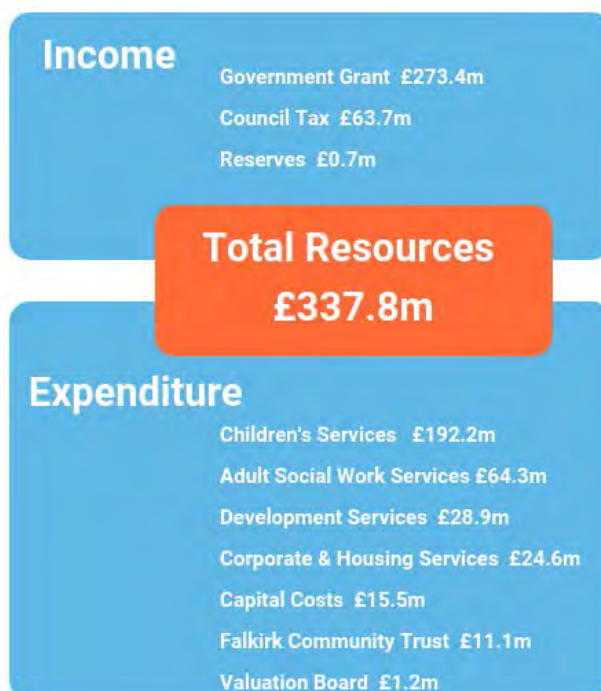 Income
Government Grant £273.4m
Council Tax £63.7m
Reserves £0.7m
Total Resources
£337.8m
Expenditure
Children's Services £192.2m
Adult Social Work Services £64.3m
Development Services £28.9m
Corporate & Housing Services £24.6m
Capital Costs £15.5m
Falkirk Community Trust £11.1m
Valuation Board £1.2m